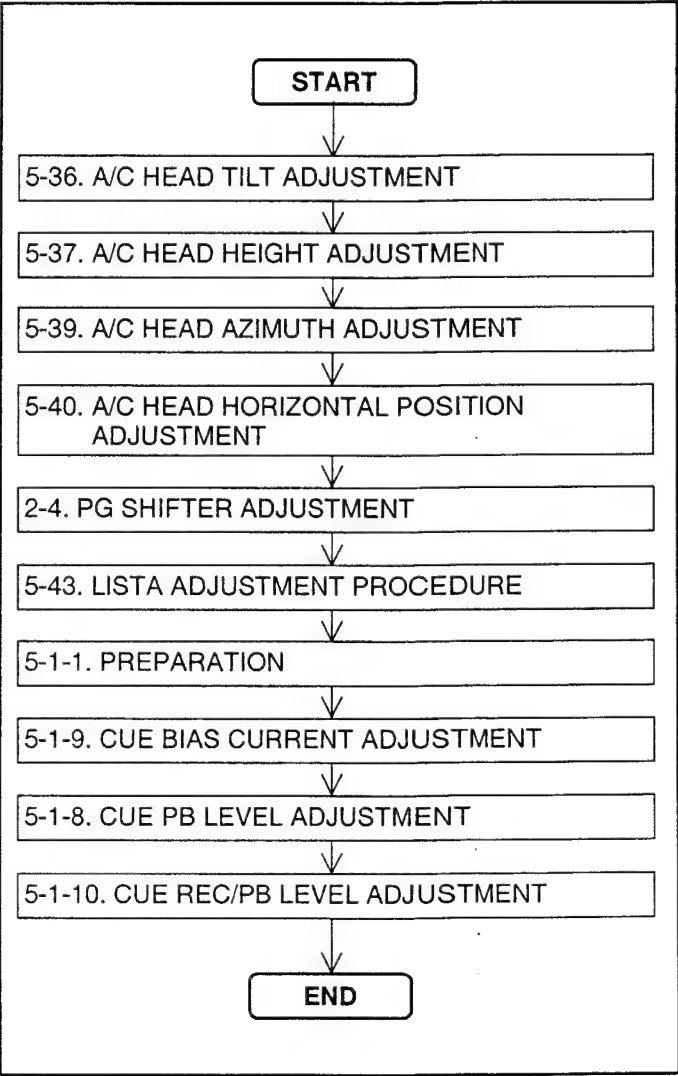 START
5-36. A/C HEAD TILT ADJUSTMENT
5-37. A/C HEAD HEIGHT ADJUSTMENT
5-39. A/C HEAD AZIMUTH ADJUSTMENT
5-40. A/C HEAD HORIZONTAL POSITION
ADJUSTMENT
2-4. PG SHIFTER ADJUSTMENT
5-43. LISTA ADJUSTMENT PROCEDURE
5-1-1. PREPARATION
5-1-9. CUE BIAS CURRENT ADJUSTMENT
5-1-8. CUE PB LEVEL ADJUSTMENT
5-1-10. CUE REC/PB LEVEL ADJUSTMENT
END